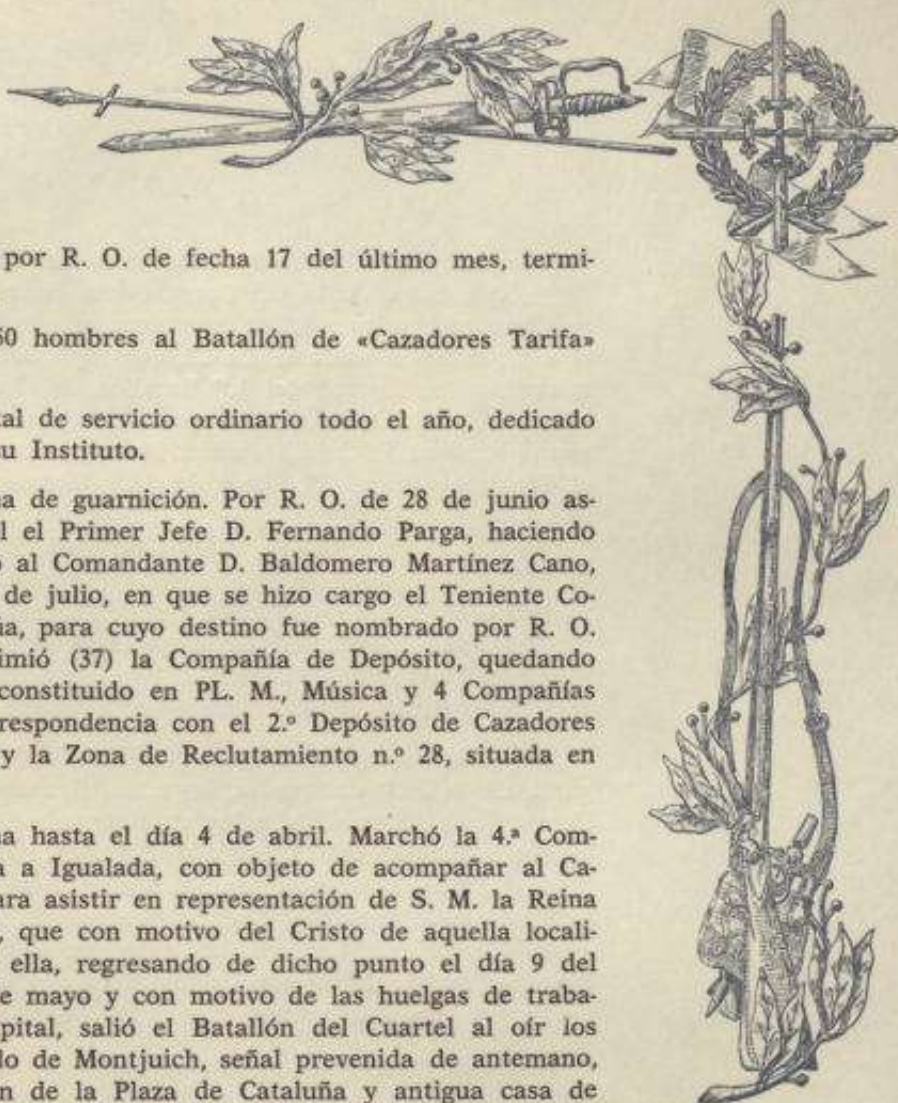 por R. O. de fecha 17 del último mes, termi-
60 hombres al Batallón de «Cazadores Tarifa»
tal de servicio ordinario todo el año, dedicado
u Instituto.
na de guarnición. Por R. O. de 28 de junio as-
l el Primer Jefe D. Fernando Parga, haciendo
o al Comandante D. Baldomero Martínez Cano,
de julio, en que se hizo cargo el Teniente Co-
ía, para cuyo destino fue nombrado por R. O.
imió (37) la Compañía de Depósito, quedando
constituido en PL. M., Música y 4 Compañías
respondencia con el 2.º Depósito de Cazadores
y la Zona de Reclutamiento n.º 28, situada en
na hasta el día 4 de abril. Marchó la 4.ª Com-
a a Igualada, con objeto de acompañar al Ca-
ara asistir en representación de S. M. la Reina
, que con motivo del Cristo de aquella locali-
ella, regresando de dicho punto el día 9 del
e mayo y con motivo de las huelgas de traba-
pital, salió el Batallón del Cuartel al oír los
lo de Montjuich, señal prevenida de antemano,
n de la Plaza de Cataluña y antigua casa de